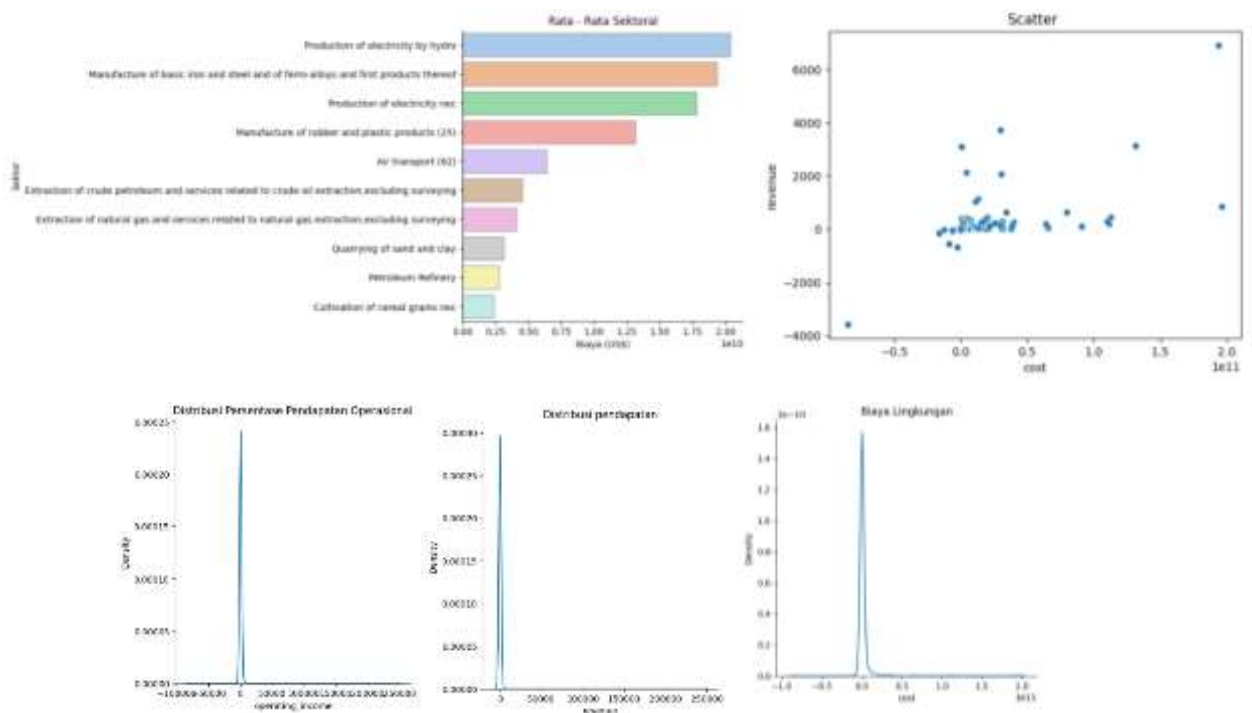 Rata - Rata Sektoral
Production of electricity by hydro
Manufacture of basic iron and steel and of ferro-alloys and first products thereof
Production of electricity nec
Manufacture of rubber and plastic products (25)
Air transport (62)
Extraction of crude petroleum and services related to crude oil extraction, excluding surveying
Extraction of natural gas and services related to natural gas extraction, excluding surveying
Quarrying of sand and clay
Petroleum Refinery
Cultivation of cereal grains nec
Sektor
0.00 0.25 0.50 0.75 1.00 1.25 1.50 1.75 2.00
1e10
Biaya (US$)
Scatter
6000
4000
2000
0
−2000
−4000
revenue
−0.5 0.0 0.5 1.0 1.5 2.0
1e11
cost
Distribusi Persentase Pendapatan Operasional
0.00025
0.00020
0.00015
0.00010
0.00005
0.00000
Density
−100000 −50000 0 50000 100000 150000 200000 250000
operating_income
Distribusi pendapatan
0.00030
0.00025
0.00020
0.00015
0.00010
0.00005
0.00000
Density
0 50000 100000 150000 200000 250000
Biaya Lingkungan
1.6
1.4
1.2
1.0
0.8
0.6
0.4
0.2
0.0
Density
−1.0 −0.5 0.0 0.5 1.0 1.5 2.0
cost